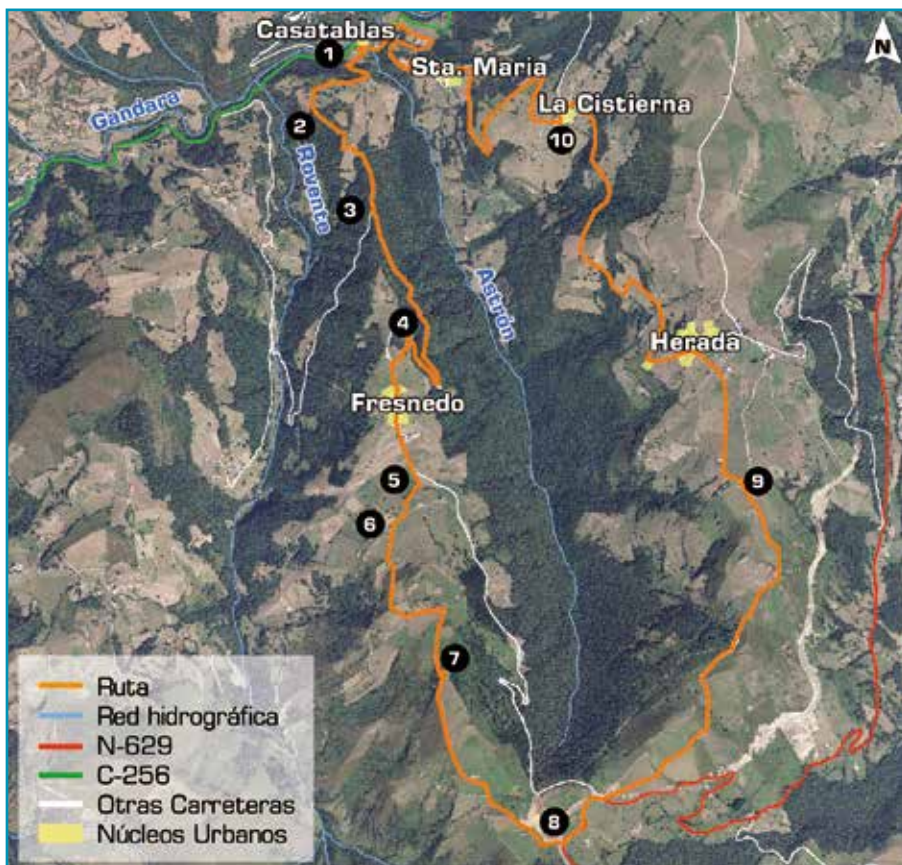 Casatablas
N
1
Sta. Maria
La Cistierna
Gandara
2
10
Rovente
3
Astrón
4
Herada
Fresnedo
5
9
6
7
Ruta
Red hidrográfica
N-629
C-256
Otras Carreteras
Núcleos Urbanos
8